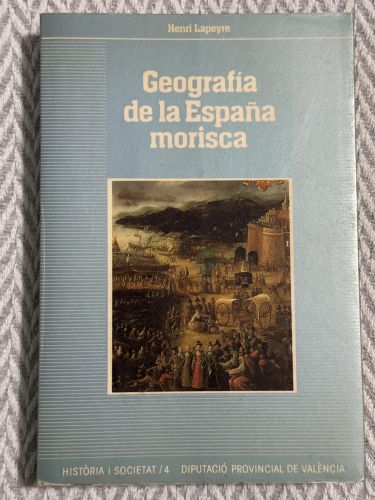 Henri Lapeyre
Geografía
de la España
morisca
HISTÒRIA I SOCIETAT/4 DIPUTACIÓ PROVINCIAL DE VALÈNCIA